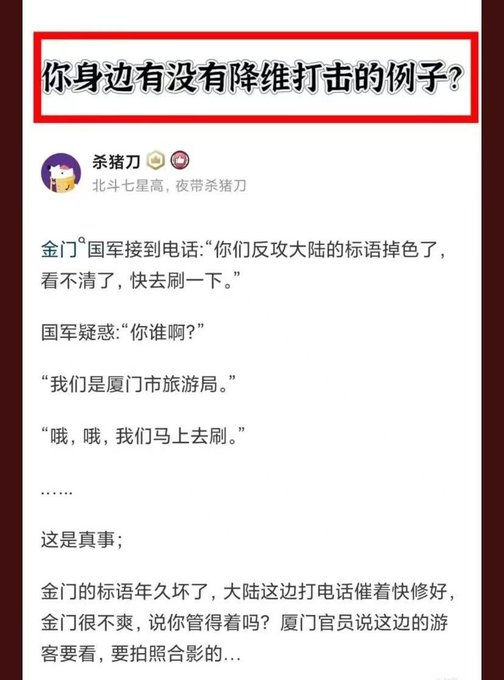 你身边有没有降维打击的例子？
杀猪刀
北斗七星高，夜带杀猪刀
金门国军接到电话:“你们反攻大陆的标语掉色了，
看不清了，快去刷一下。”
国军疑惑:“你谁啊?”
“我们是厦门市旅游局。”
“哦，哦，我们马上去刷。”
……
这是真事；
金门的标语年久坏了，大陆这边打电话催着快修好，
金门很不爽，说你管得着吗？厦门官员说这边的游
客要看，要拍照合影的…